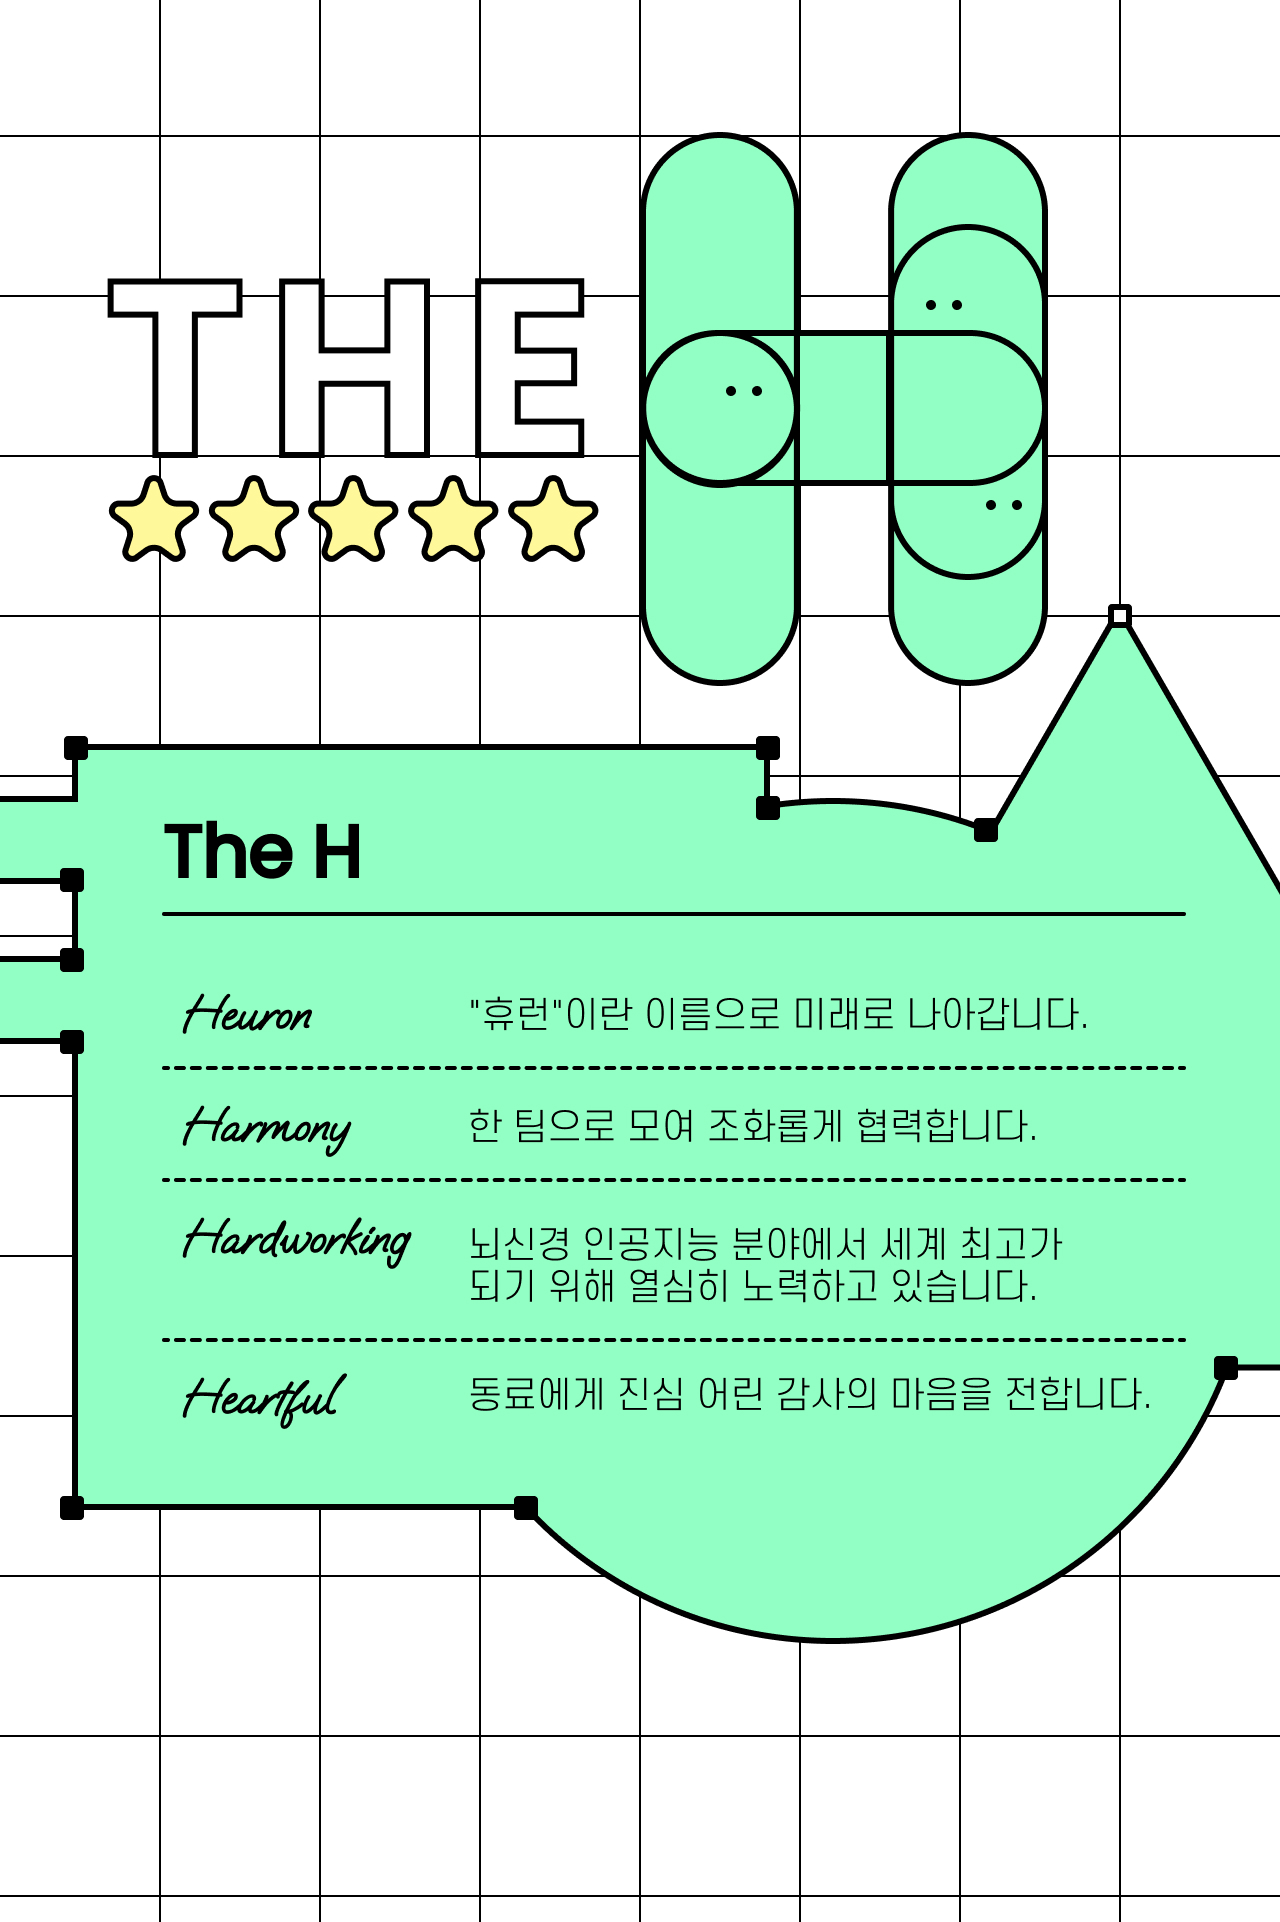 THE H
The H
Heuron
"휴런"이란 이름으로 미래로 나아갑니다.
Harmony
한 팀으로 모여 조화롭게 협력합니다.
Hardworking
뇌신경 인공지능 분야에서 세계 최고가
되기 위해 열심히 노력하고 있습니다.
Heartful
동료에게 진심 어린 감사의 마음을 전합니다.